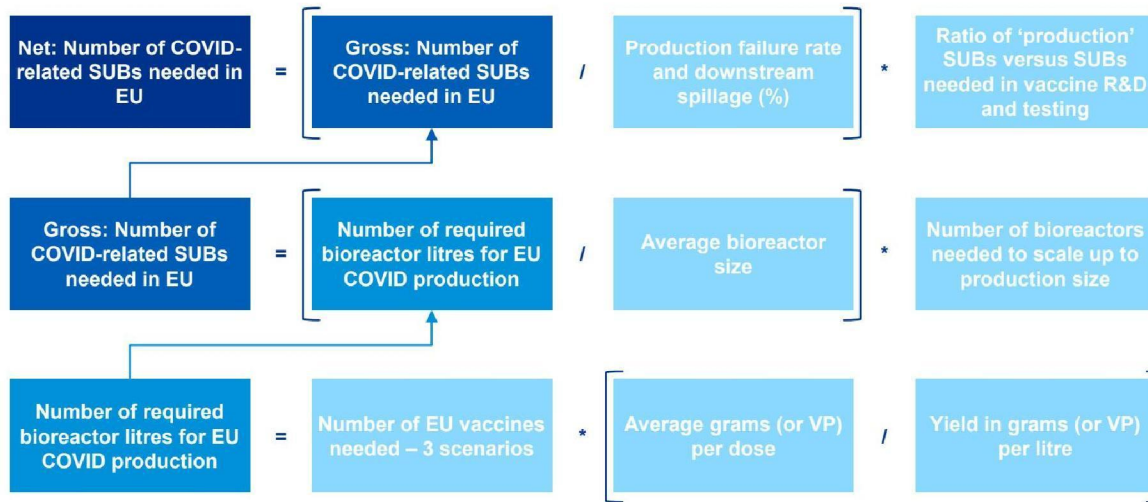 Net: Number of COVID-
related SUBs needed in
EU
=
Gross: Number of
COVID-related SUBs
needed in EU
/
Production failure rate
and downstream
spillage (%)
*
Ratio of ‘production’
SUBs versus SUBs
needed in vaccine R&D
and testing
Gross: Number of
COVID-related SUBs
needed in EU
=
Number of required
bioreactor litres for EU
COVID production
/
Average bioreactor
size
*
Number of bioreactors
needed to scale up to
production size
Number of required
bioreactor litres for EU
COVID production
=
Number of EU vaccines
needed – 3 scenarios
*
Average grams (or VP)
per dose
/
Yield in grams (or VP)
per litre